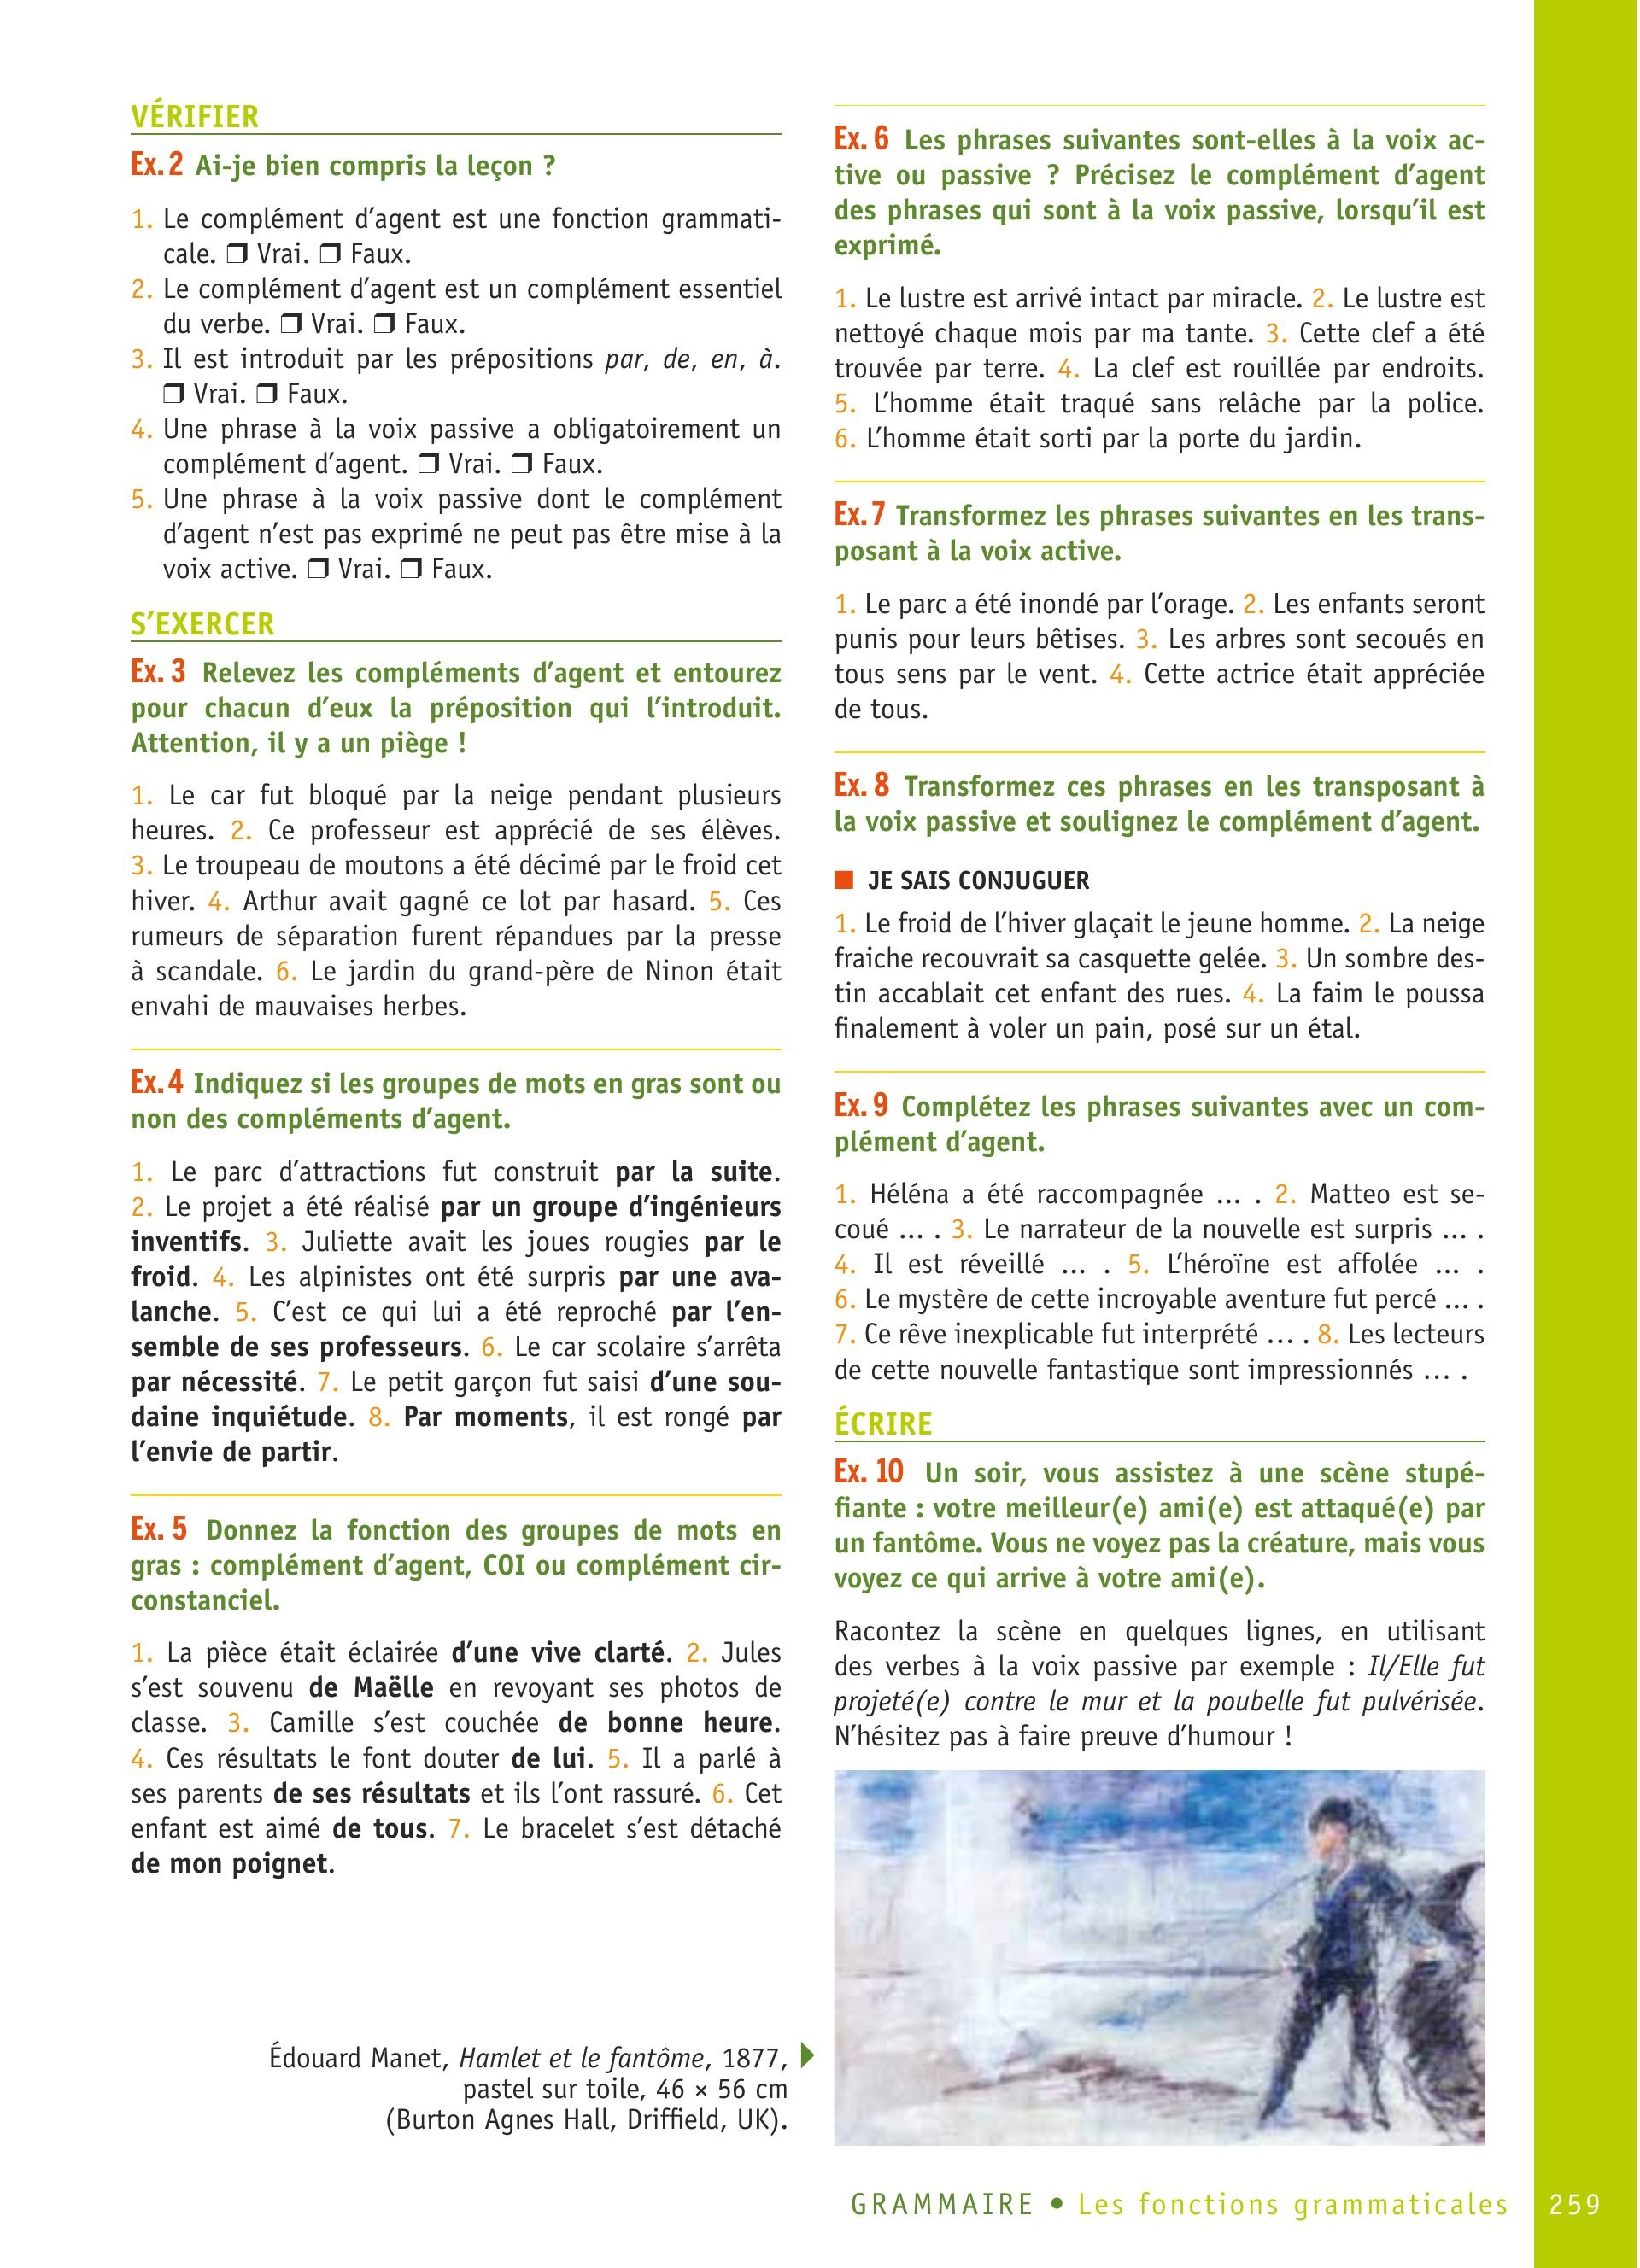 VÉRIFIER
Ex. 2 Ai-je bien compris la leçon ?
1. Le complément d’agent est une fonction grammati-
cale. ❒ Vrai. ❒ Faux.
2. Le complément d’agent est un complément essentiel
du verbe. ❒ Vrai. ❒ Faux.
3. Il est introduit par les prépositions par, de, en, à.
❒ Vrai. ❒ Faux.
4. Une phrase à la voix passive a obligatoirement un
complément d’agent. ❒ Vrai. ❒ Faux.
5. Une phrase à la voix passive dont le complément
d’agent n’est pas exprimé ne peut pas être mise à la
voix active. ❒ Vrai. ❒ Faux.
S’EXERCER
Ex. 3 Relevez les compléments d’agent et entourez
pour chacun d’eux la préposition qui l’introduit.
Attention, il y a un piège !
1. Le car fut bloqué par la neige pendant plusieurs
heures. 2. Ce professeur est apprécié de ses élèves.
3. Le troupeau de moutons a été décimé par le froid cet
hiver. 4. Arthur avait gagné ce lot par hasard. 5. Ces
rumeurs de séparation furent répandues par la presse
à scandale. 6. Le jardin du grand-père de Ninon était
envahi de mauvaises herbes.
Ex. 4 Indiquez si les groupes de mots en gras sont ou
non des compléments d’agent.
1. Le parc d’attractions fut construit par la suite.
2. Le projet a été réalisé par un groupe d’ingénieurs
inventifs. 3. Juliette avait les joues rougies par le
froid. 4. Les alpinistes ont été surpris par une ava-
lanche. 5. C’est ce qui lui a été reproché par l’en-
semble de ses professeurs. 6. Le car scolaire s’arrêta
par nécessité. 7. Le petit garçon fut saisi d’une sou-
daine inquiétude. 8. Par moments, il est rongé par
l’envie de partir.
Ex. 5 Donnez la fonction des groupes de mots en
gras : complément d’agent, COI ou complément cir-
constanciel.
1. La pièce était éclairée d’une vive clarté. 2. Jules
s’est souvenu de Maëlle en revoyant ses photos de
classe. 3. Camille s’est couchée de bonne heure.
4. Ces résultats le font douter de lui. 5. Il a parlé à
ses parents de ses résultats et ils l’ont rassuré. 6. Cet
enfant est aimé de tous. 7. Le bracelet s’est détaché
de mon poignet.
Édouard Manet, Hamlet et le fantôme, 1877,
pastel sur toile, 46 × 56 cm
(Burton Agnes Hall, Driffield, UK).
Ex. 6 Les phrases suivantes sont-elles à la voix ac-
tive ou passive ? Précisez le complément d’agent
des phrases qui sont à la voix passive, lorsqu’il est
exprimé.
1. Le lustre est arrivé intact par miracle. 2. Le lustre est
nettoyé chaque mois par ma tante. 3. Cette clef a été
trouvée par terre. 4. La clef est rouillée par endroits.
5. L’homme était traqué sans relâche par la police.
6. L’homme était sorti par la porte du jardin.
Ex. 7 Transformez les phrases suivantes en les trans-
posant à la voix active.
1. Le parc a été inondé par l’orage. 2. Les enfants seront
punis pour leurs bêtises. 3. Les arbres sont secoués en
tous sens par le vent. 4. Cette actrice était appréciée
de tous.
Ex. 8 Transformez ces phrases en les transposant à
la voix passive et soulignez le complément d’agent.
■ JE SAIS CONJUGUER
1. Le froid de l’hiver glaçait le jeune homme. 2. La neige
fraiche recouvrait sa casquette gelée. 3. Un sombre des-
tin accablait cet enfant des rues. 4. La faim le poussa
finalement à voler un pain, posé sur un étal.
Ex. 9 Complétez les phrases suivantes avec un com-
plément d’agent.
1. Héléna a été raccompagnée ... . 2. Matteo est se-
coué ... . 3. Le narrateur de la nouvelle est surpris ... .
4. Il est réveillé ... . 5. L’héroïne est affolée ... .
6. Le mystère de cette incroyable aventure fut percé ... .
7. Ce rêve inexplicable fut interprété ... . 8. Les lecteurs
de cette nouvelle fantastique sont impressionnés ... .
ÉCRIRE
Ex. 10 Un soir, vous assistez à une scène stupé-
fiante : votre meilleur(e) ami(e) est attaqué(e) par
un fantôme. Vous ne voyez pas la créature, mais vous
voyez ce qui arrive à votre ami(e).
Racontez la scène en quelques lignes, en utilisant
des verbes à la voix passive par exemple : Il/Elle fut
projeté(e) contre le mur et la poubelle fut pulvérisée.
N’hésitez pas à faire preuve d’humour !
GRAMMAIRE • Les fonctions grammaticales 259